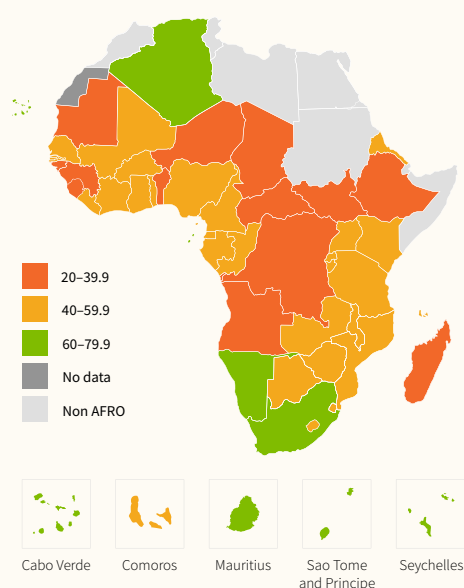 20–39.9
40–59.9
60–79.9
No data
Non AFRO
Cabo Verde
Comoros
Mauritius
Sao Tome
and Principe
Seychelles